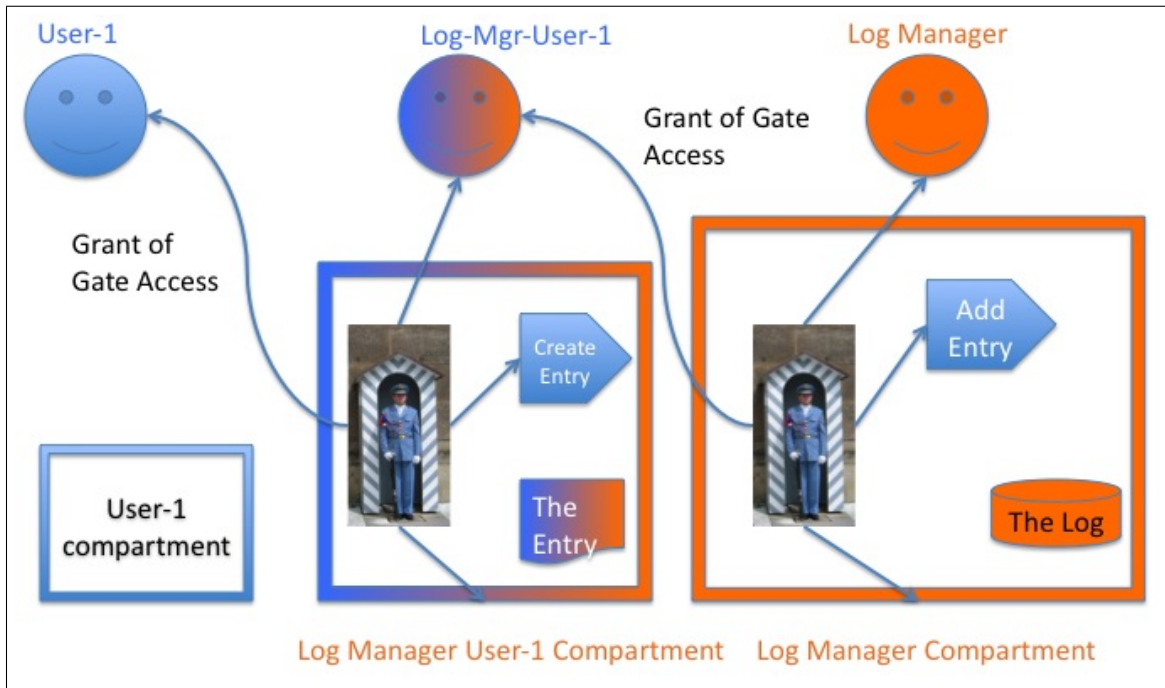 User-1
Log-Mgr-User-1
Log Manager
Grant of Gate
Access
Grant of
Gate Access
Create
Entry
Add
Entry
User-1
compartment
The
Entry
The Log
Log Manager User-1 Compartment
Log Manager Compartment